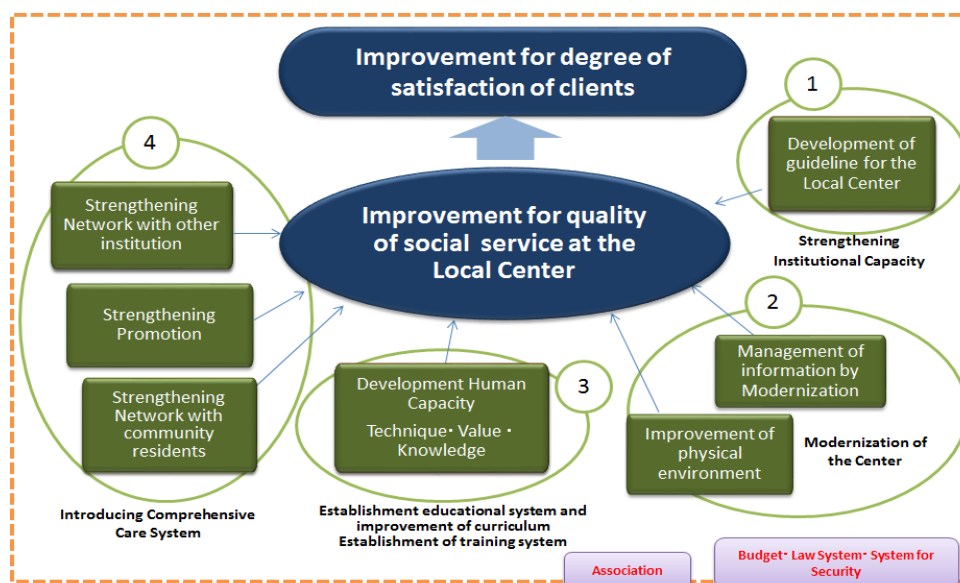 Improvement for degree of
satisfaction of clients
1
Development of
guideline for the
Local Center
Strengthening
Institutional Capacity
4
Strengthening
Network with other
institution
Improvement for quality
of social service at the
Local Center
2
Strengthening
Promotion
Management of
information by
Modernization
3
Development Human
Capacity
Technique・Value・
Knowledge
Strengthening
Network with
community
residents
Improvement of
physical
environment
Modernization of
the Center
Introducing Comprehensive
Care System
Establishment educational system and
improvement of curriculum
Establishment of training system
Association
Budget・Law System・System for
Security